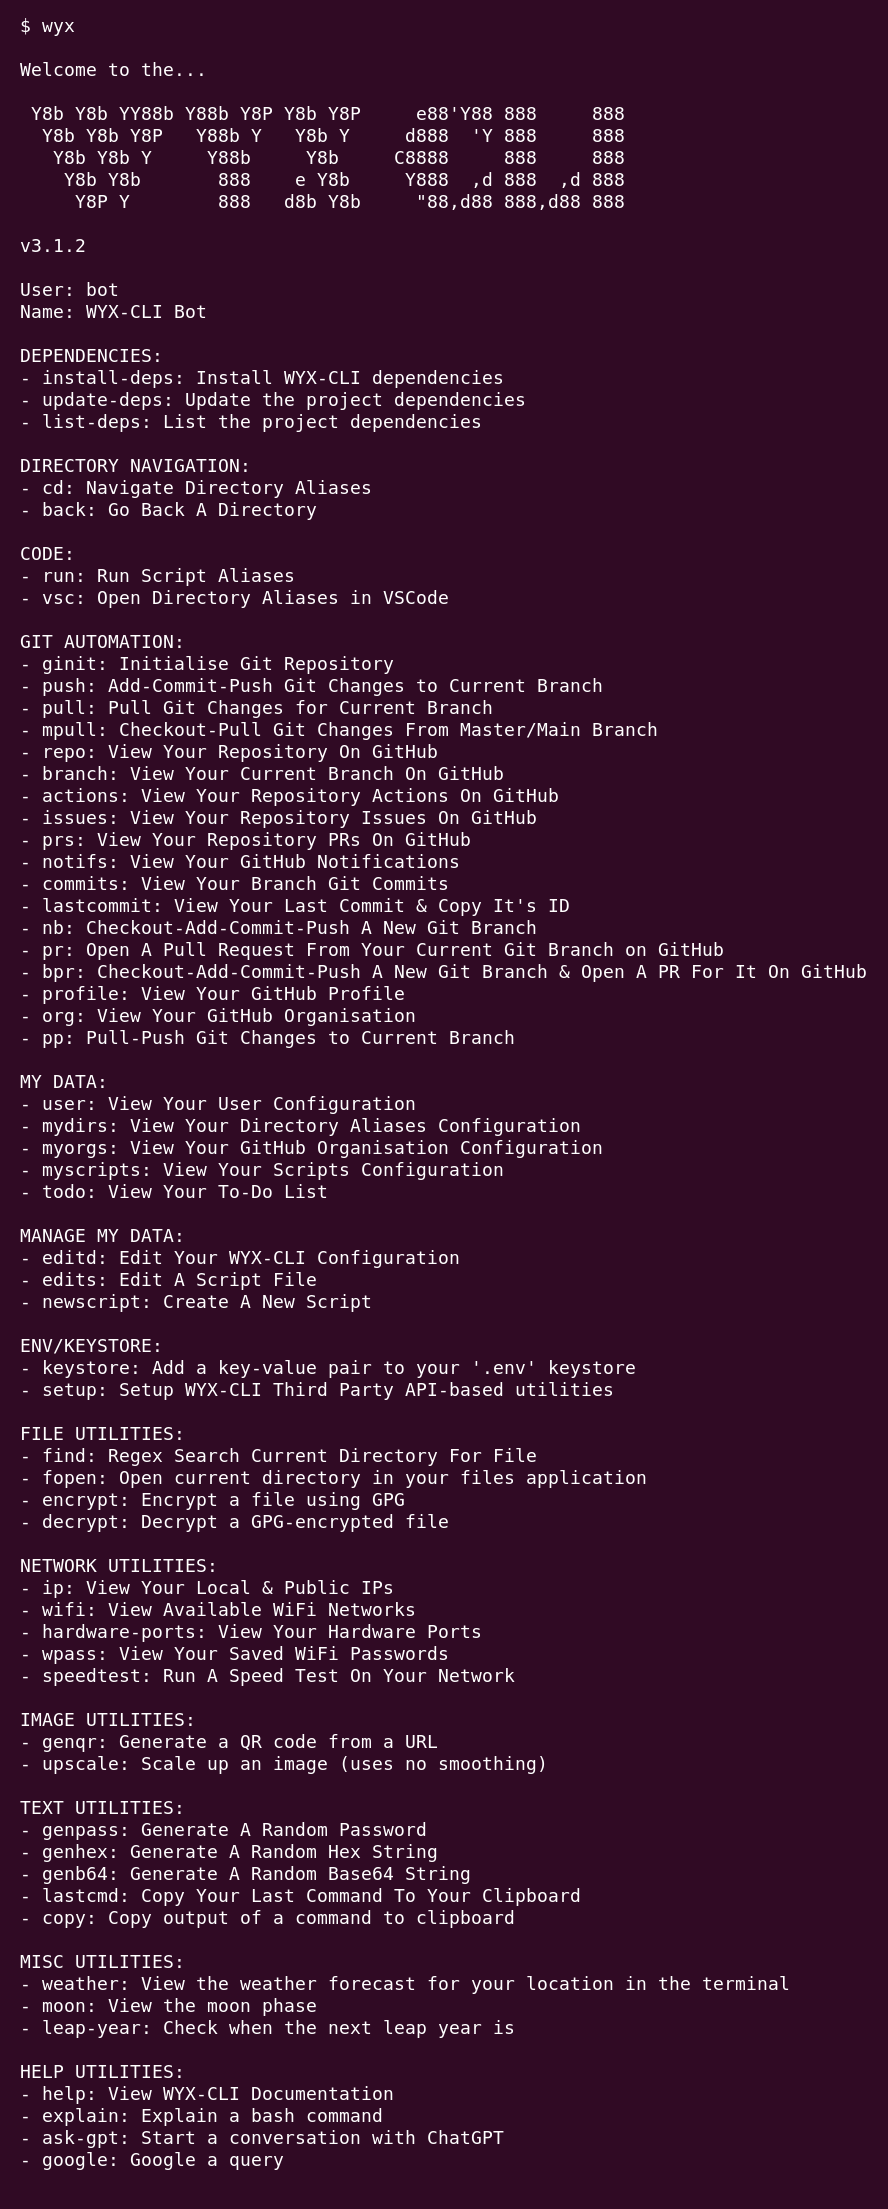 $ wyx

Welcome to the...

 Y8b Y8b YY88b Y88b Y8P Y8b Y8P     e88'Y88 888     888
  Y8b Y8b Y8P   Y88b Y   Y8b Y     d888  'Y 888     888
   Y8b Y8b Y     Y88b     Y8b     C8888     888     888
    Y8b Y8b       888    e Y8b     Y888  ,d 888  ,d 888
     Y8P Y        888   d8b Y8b     "88,d88 888,d88 888

v3.1.2

User: bot
Name: WYX-CLI Bot

DEPENDENCIES:
- install-deps: Install WYX-CLI dependencies
- update-deps: Update the project dependencies
- list-deps: List the project dependencies

DIRECTORY NAVIGATION:
- cd: Navigate Directory Aliases
- back: Go Back A Directory

CODE:
- run: Run Script Aliases
- vsc: Open Directory Aliases in VSCode

GIT AUTOMATION:
- ginit: Initialise Git Repository
- push: Add-Commit-Push Git Changes to Current Branch
- pull: Pull Git Changes for Current Branch
- mpull: Checkout-Pull Git Changes From Master/Main Branch
- repo: View Your Repository On GitHub
- branch: View Your Current Branch On GitHub
- actions: View Your Repository Actions On GitHub
- issues: View Your Repository Issues On GitHub
- prs: View Your Repository PRs On GitHub
- notifs: View Your GitHub Notifications
- commits: View Your Branch Git Commits
- lastcommit: View Your Last Commit & Copy It's ID
- nb: Checkout-Add-Commit-Push A New Git Branch
- pr: Open A Pull Request From Your Current Git Branch on GitHub
- bpr: Checkout-Add-Commit-Push A New Git Branch & Open A PR For It On GitHub
- profile: View Your GitHub Profile
- org: View Your GitHub Organisation
- pp: Pull-Push Git Changes to Current Branch

MY DATA:
- user: View Your User Configuration
- mydirs: View Your Directory Aliases Configuration
- myorgs: View Your GitHub Organisation Configuration
- myscripts: View Your Scripts Configuration
- todo: View Your To-Do List

MANAGE MY DATA:
- editd: Edit Your WYX-CLI Configuration
- edits: Edit A Script File
- newscript: Create A New Script

ENV/KEYSTORE:
- keystore: Add a key-value pair to your '.env' keystore
- setup: Setup WYX-CLI Third Party API-based utilities

FILE UTILITIES:
- find: Regex Search Current Directory For File
- fopen: Open current directory in your files application
- encrypt: Encrypt a file using GPG
- decrypt: Decrypt a GPG-encrypted file

NETWORK UTILITIES:
- ip: View Your Local & Public IPs
- wifi: View Available WiFi Networks
- hardware-ports: View Your Hardware Ports
- wpass: View Your Saved WiFi Passwords
- speedtest: Run A Speed Test On Your Network

IMAGE UTILITIES:
- genqr: Generate a QR code from a URL
- upscale: Scale up an image (uses no smoothing)

TEXT UTILITIES:
- genpass: Generate A Random Password
- genhex: Generate A Random Hex String
- genb64: Generate A Random Base64 String
- lastcmd: Copy Your Last Command To Your Clipboard
- copy: Copy output of a command to clipboard

MISC UTILITIES:
- weather: View the weather forecast for your location in the terminal
- moon: View the moon phase
- leap-year: Check when the next leap year is

HELP UTILITIES:
- help: View WYX-CLI Documentation
- explain: Explain a bash command
- ask-gpt: Start a conversation with ChatGPT
- google: Google a query